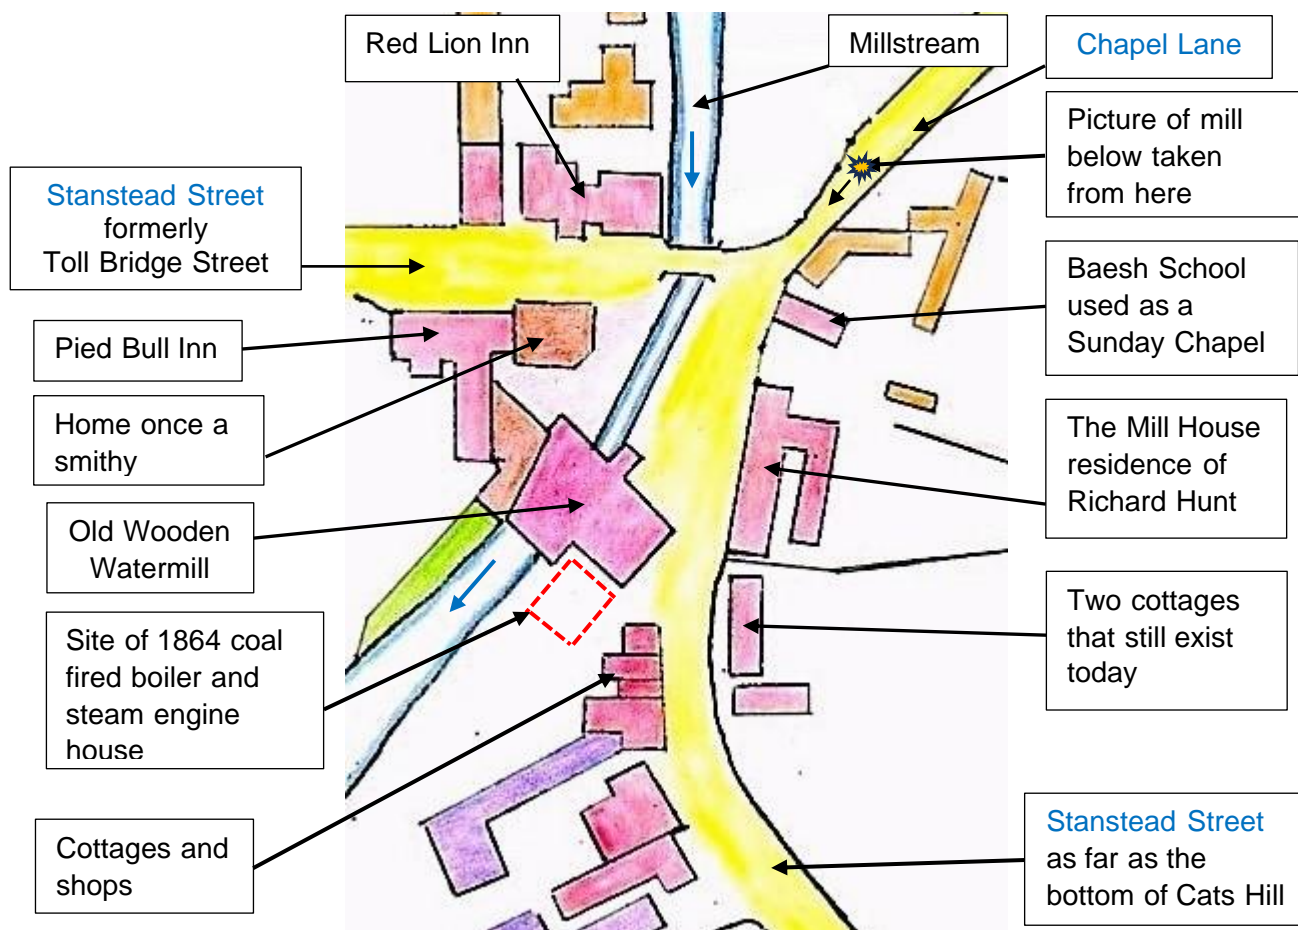 Red Lion Inn
Millstream
Chapel Lane
Picture of mill
below taken
from here
Stanstead Street
formerly
Toll Bridge Street
Baesh School
used as a
Sunday Chapel
Pied Bull Inn
Home once a
smithy
The Mill House
residence of
Richard Hunt
Old Wooden
Watermill
Two cottages
that still exist
today
Site of 1864 coal
fired boiler and
steam engine
house
Cottages and
shops
Stanstead Street
as far as the
bottom of Cats Hill